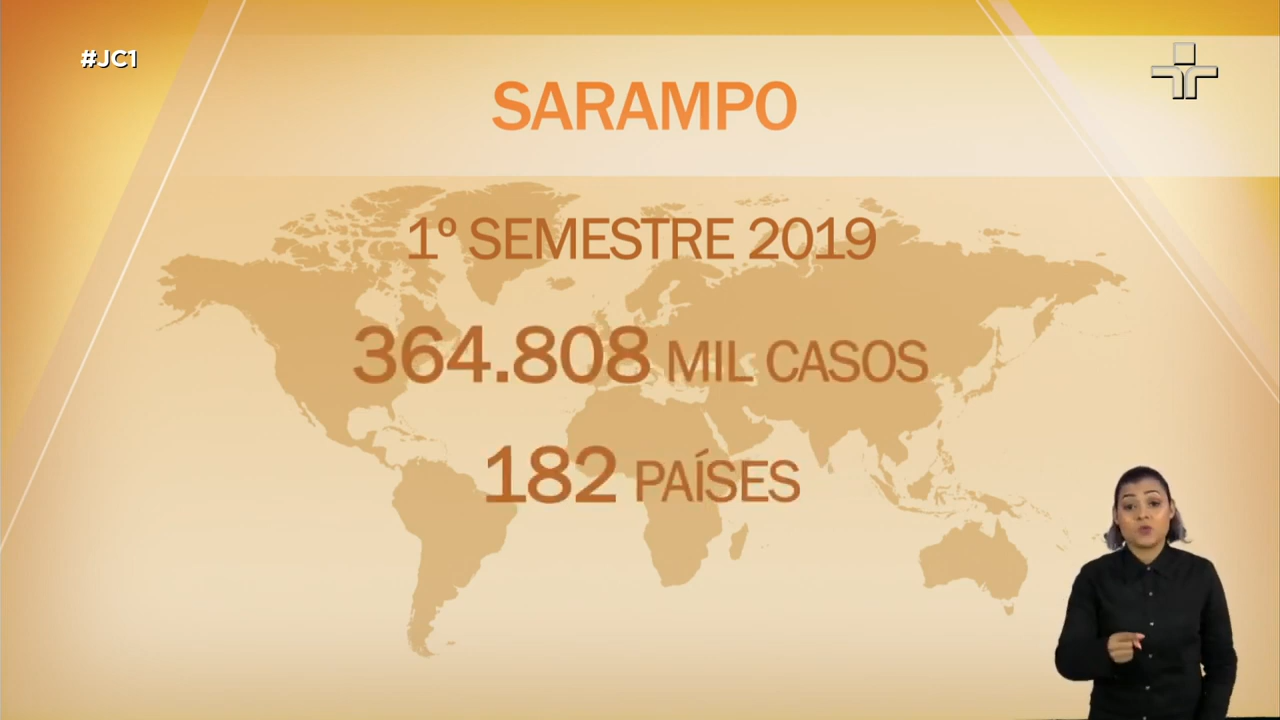 #JC1
SARAMPO
1º SEMESTRE 2019
364.808 MIL CASOS
182 PAÍSES